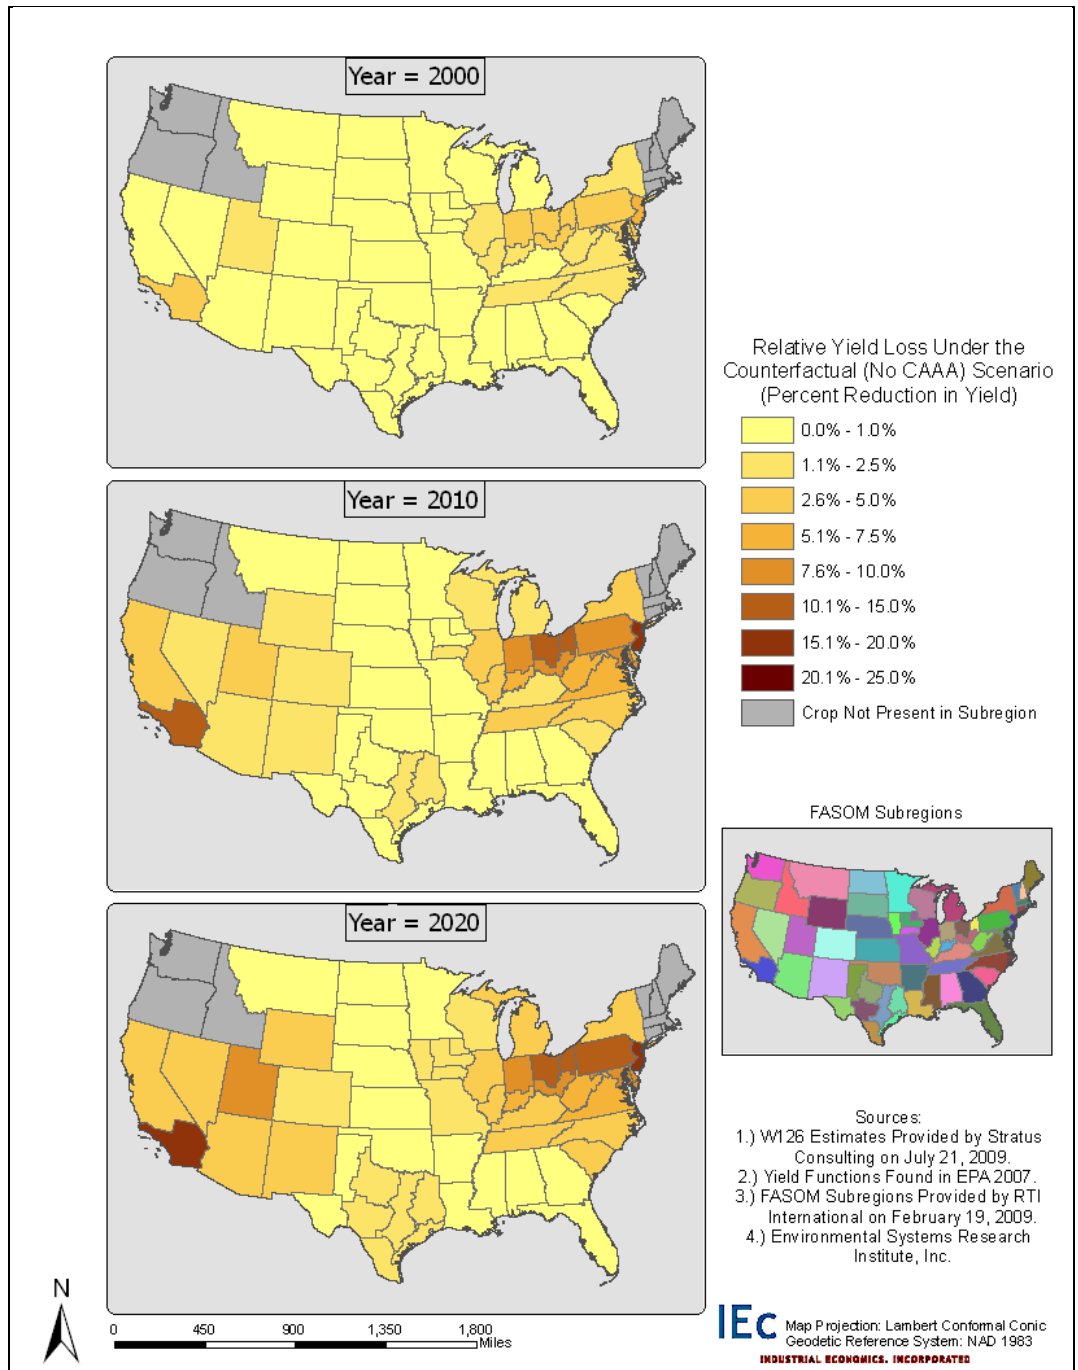 Year = 2000
Year = 2010
Year = 2020
Relative Yield Loss Under the
Counterfactual (No CAAA) Scenario
(Percent Reduction in Yield)
0.0% - 1.0%
1.1% - 2.5%
2.6% - 5.0%
5.1% - 7.5%
7.6% - 10.0%
10.1% - 15.0%
15.1% - 20.0%
20.1% - 25.0%
Crop Not Present in Subregion
FASOM Subregions
Sources:
1.) W126 Estimates Provided by Stratus
Consulting on July 21, 2009.
2.) Yield Functions Found in EPA 2007.
3.) FASOM Subregions Provided by RTI
International on February 19, 2009.
4.) Environmental Systems Research
Institute, Inc.
N
0 450 900 1,350 1,800
Miles
IEc
Map Projection: Lambert Conformal Conic
Geodetic Reference System: NAD 1983
INDUSTRIAL ECONOMICS, INCORPORATED